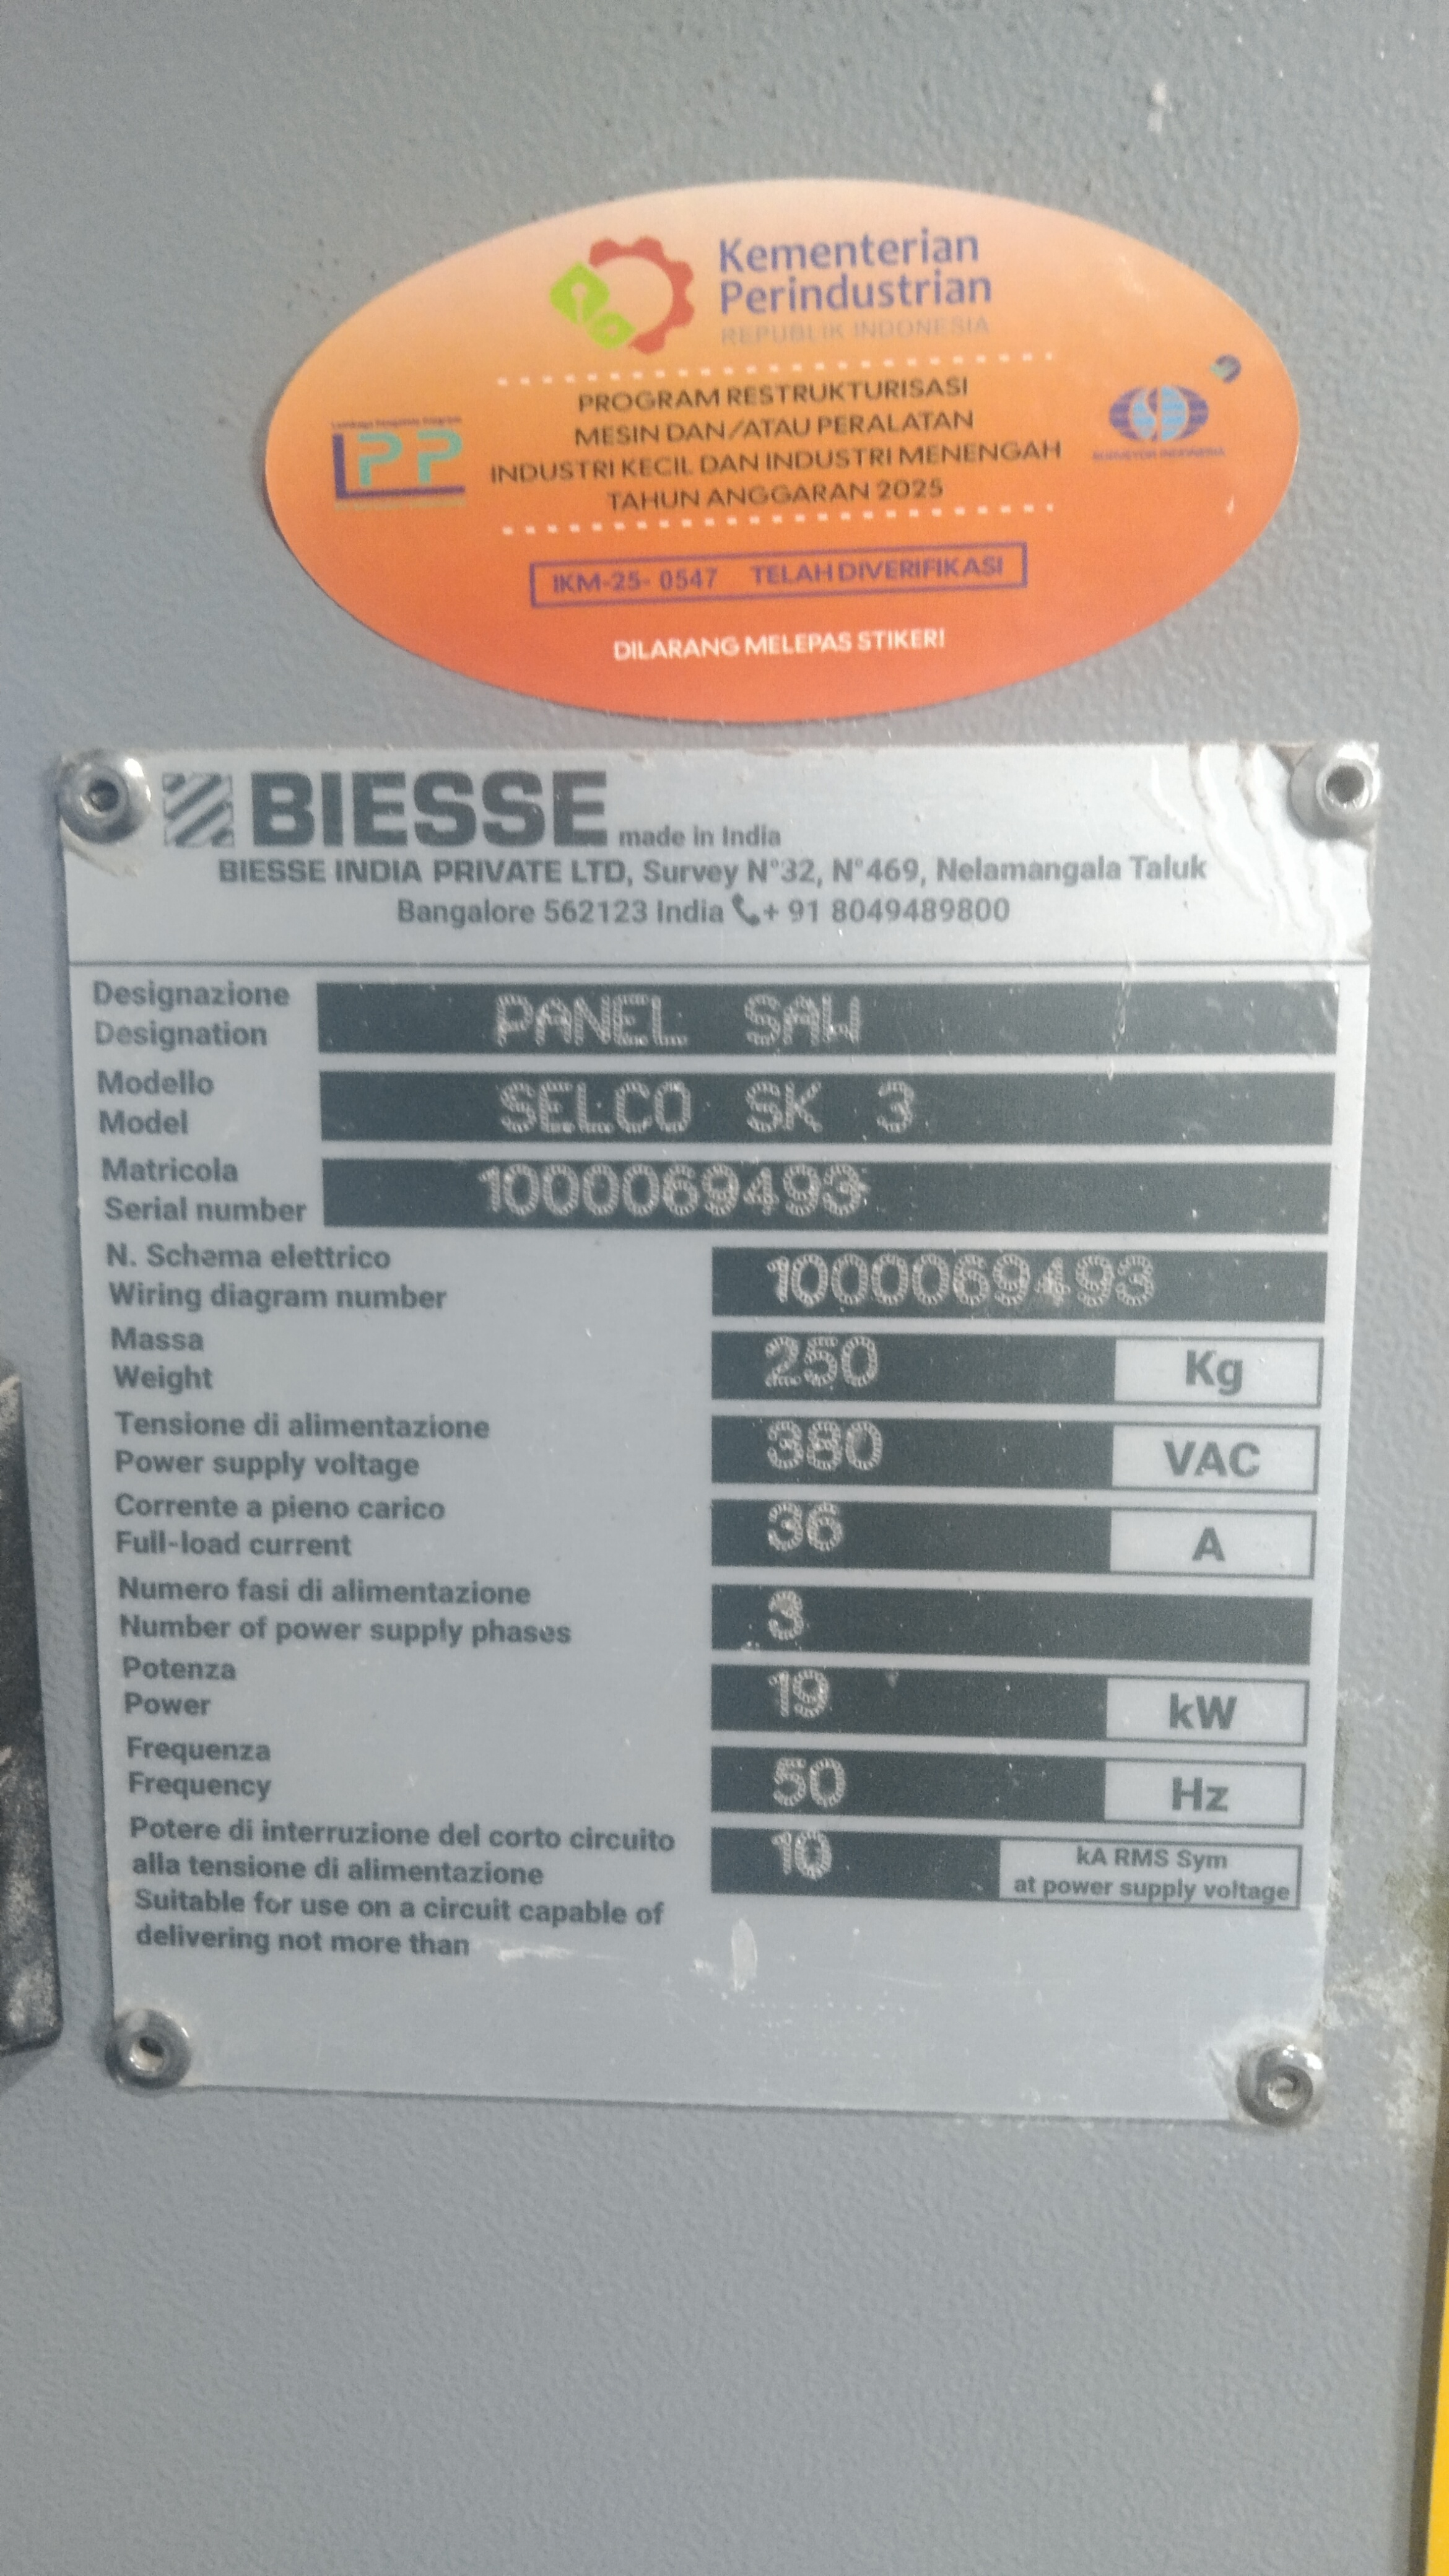 Kementerian
Perindustrian
REPUBLIK INDONESIA
PROGRAM RESTRUKTURISASI
MESIN DAN/ATAU PERALATAN
INDUSTRI KECIL DAN INDUSTRI MENENGAH
TAHUN ANGGARAN 2025
LPP
SURVEYOR INDONESIA
IKM-25- 0547 TELAH DIVERIFIKASI
DILARANG MELEPAS STIKER!
BIESSE made in India
BIESSE INDIA PRIVATE LTD, Survey N°32, N°469, Nelamangala Taluk
Bangalore 562123 India + 91 8049489800
Designazione
Designation
PANEL SAW
Modello
Model
SELCO SK 3
Matricola
Serial number
1000069493
N. Schema elettrico
Wiring diagram number
1000069493
Massa
Weight
250 Kg
Tensione di alimentazione
Power supply voltage
380 VAC
Corrente a pieno carico
Full-load current
36 A
Numero fasi di alimentazione
Number of power supply phases
3
Potenza
Power
19 kW
Frequenza
Frequency
50 Hz
Potere di interruzione del corto circuito
alla tensione di alimentazione
Suitable for use on a circuit capable of
delivering not more than
10
kA RMS Sym
at power supply voltage